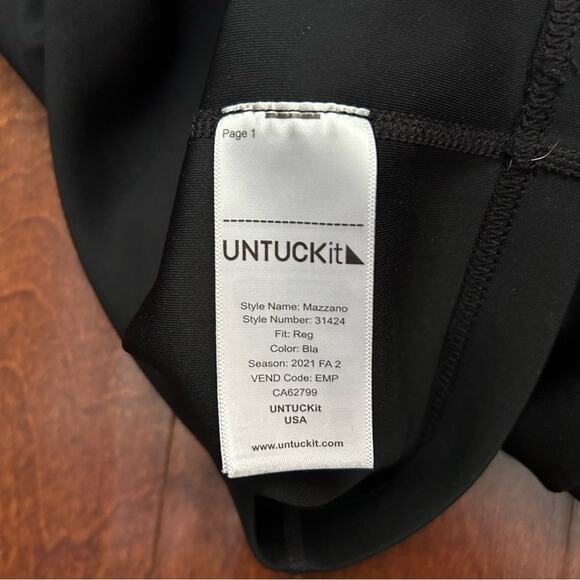 Page 1
UNTUCKit
Style Name: Mazzano
Style Number: 31424
Fit: Reg
Color: Bla
Season: 2021 FA 2
VEND Code: EMP
CA62799
UNTUCKit
USA
www.untuckit.com